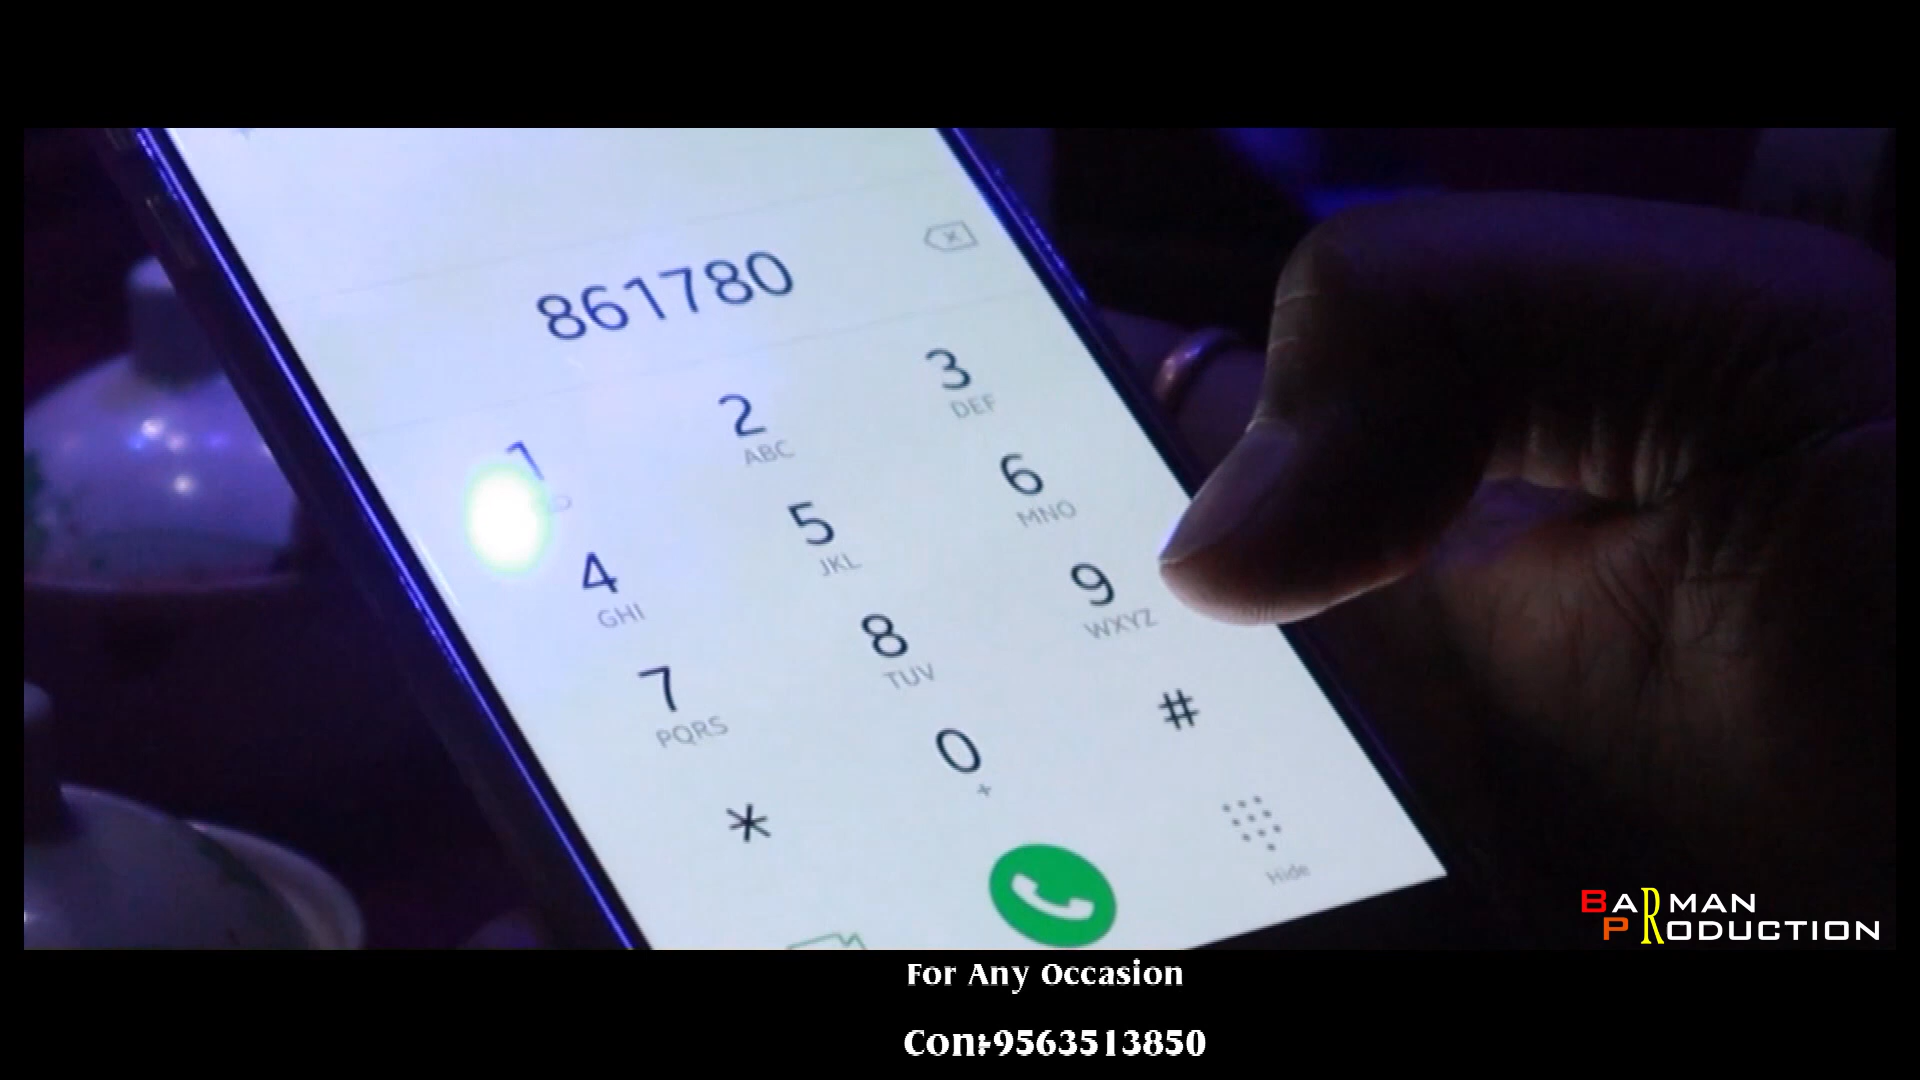 861780
1
2
ABC
3
DEF
4
GHI
5
JKL
6
MNO
7
PQRS
8
TUV
9
WXYZ
*
0
+
#
Hide
BARMAN
PRODUCTION
For Any Occasion
Con:-9563513850